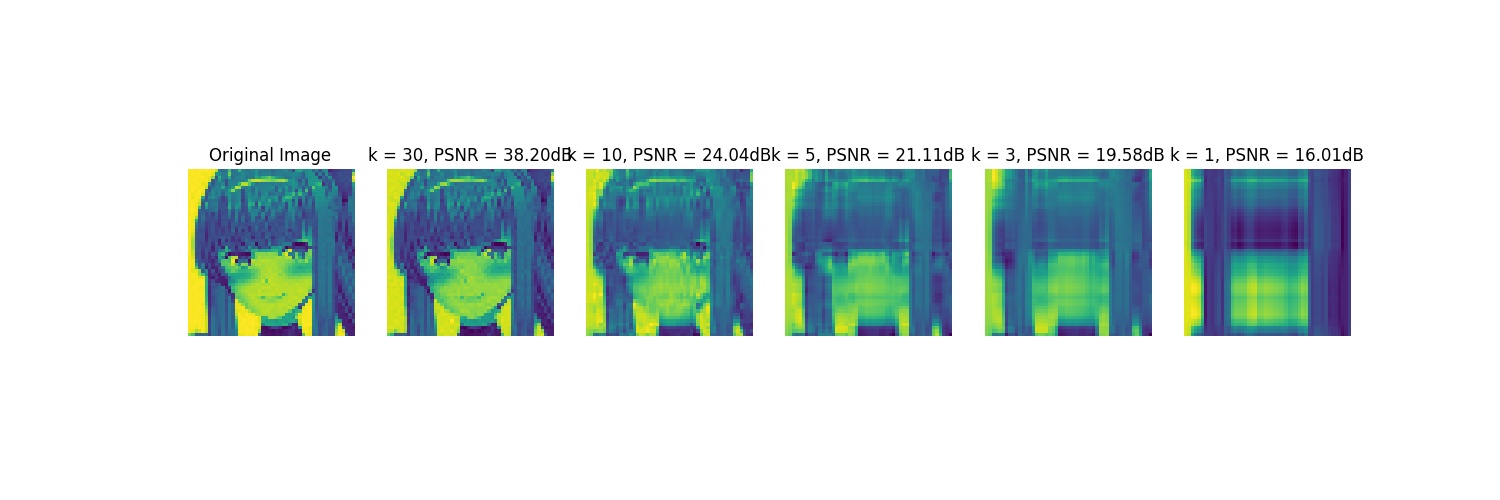 Original Image
k = 30, PSNR = 38.20dB
k = 10, PSNR = 24.04dB
k = 5, PSNR = 21.11dB
k = 3, PSNR = 19.58dB
k = 1, PSNR = 16.01dB